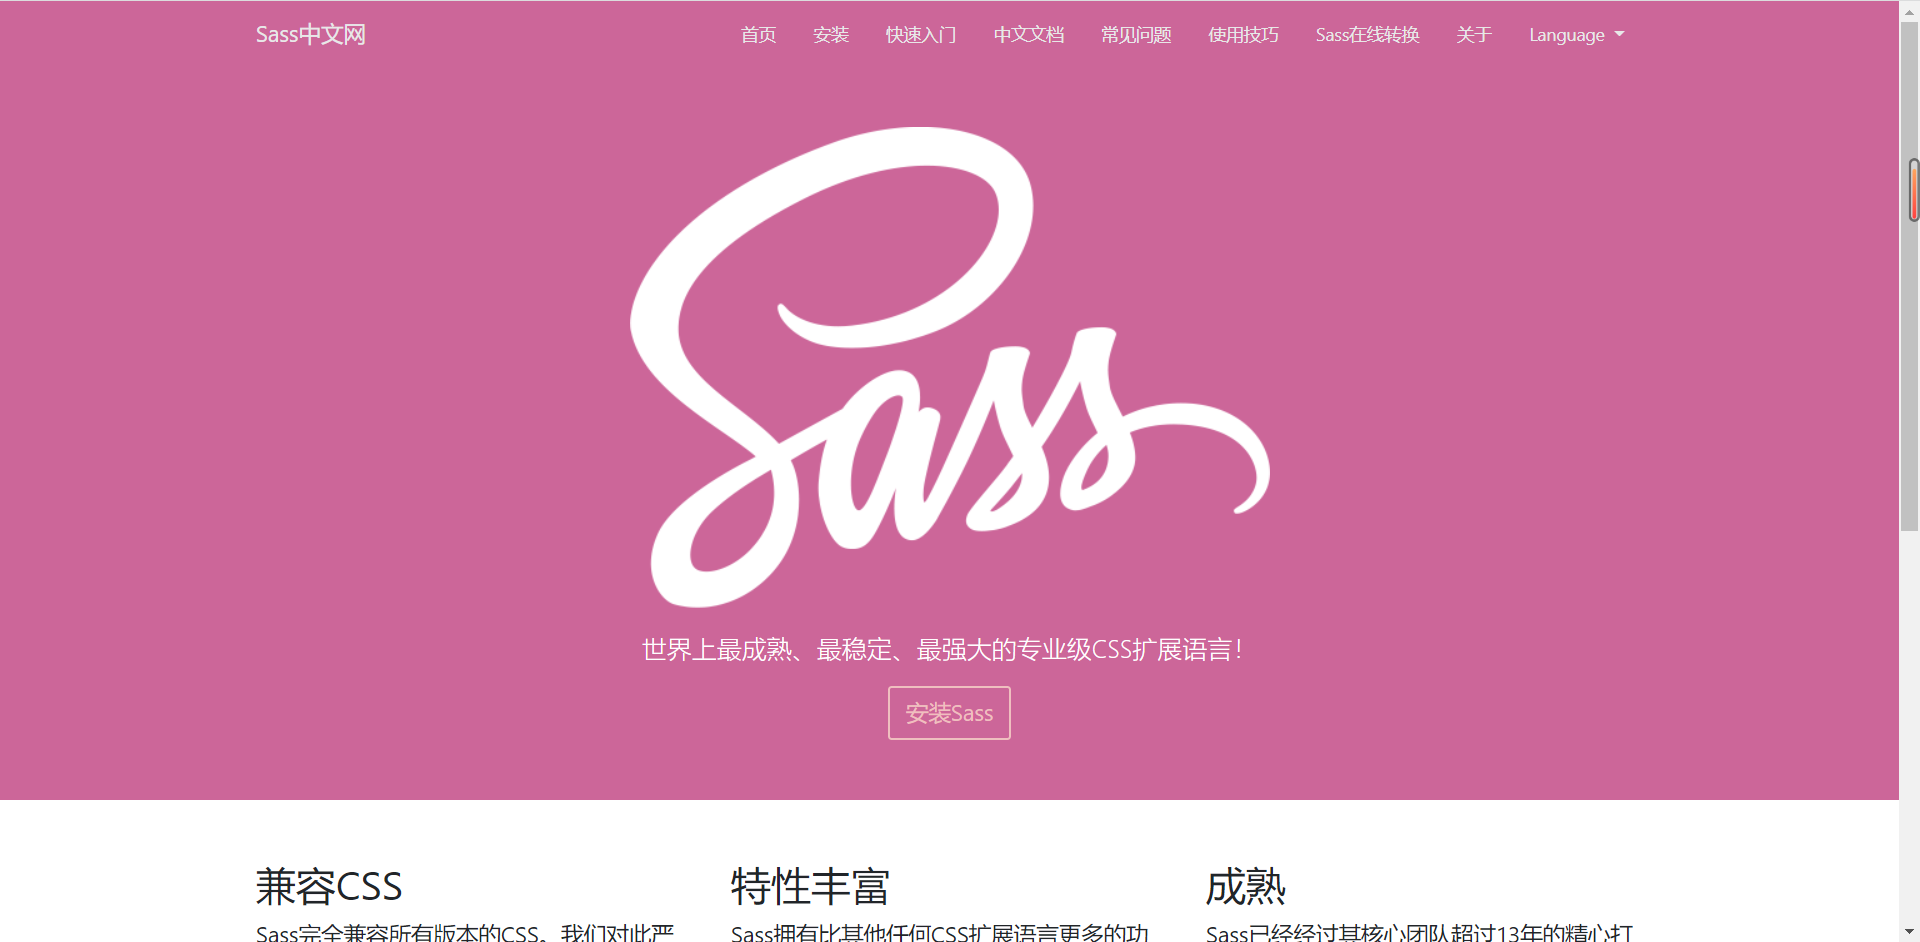 Sass中文网
首页 安装 快速入门 中文文档 常见问题 使用技巧 Sass在线转换 关于 Language
Sass
世界上最成熟、最稳定、最强大的专业级CSS扩展语言！
安装Sass
兼容CSS
Sass完全兼容所有版本的CSS。我们对此严
特性丰富
Sass拥有比其他任何CSS扩展语言更多的功
成熟
Sass已经经过其核心团队超过13年的精心打